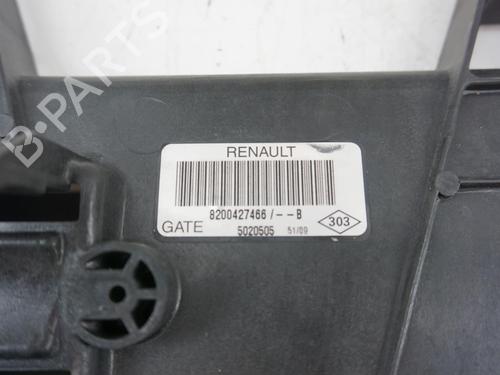 RENAULT
8200427466/--B
GATE 5020505 51/09 303
B-PARTS